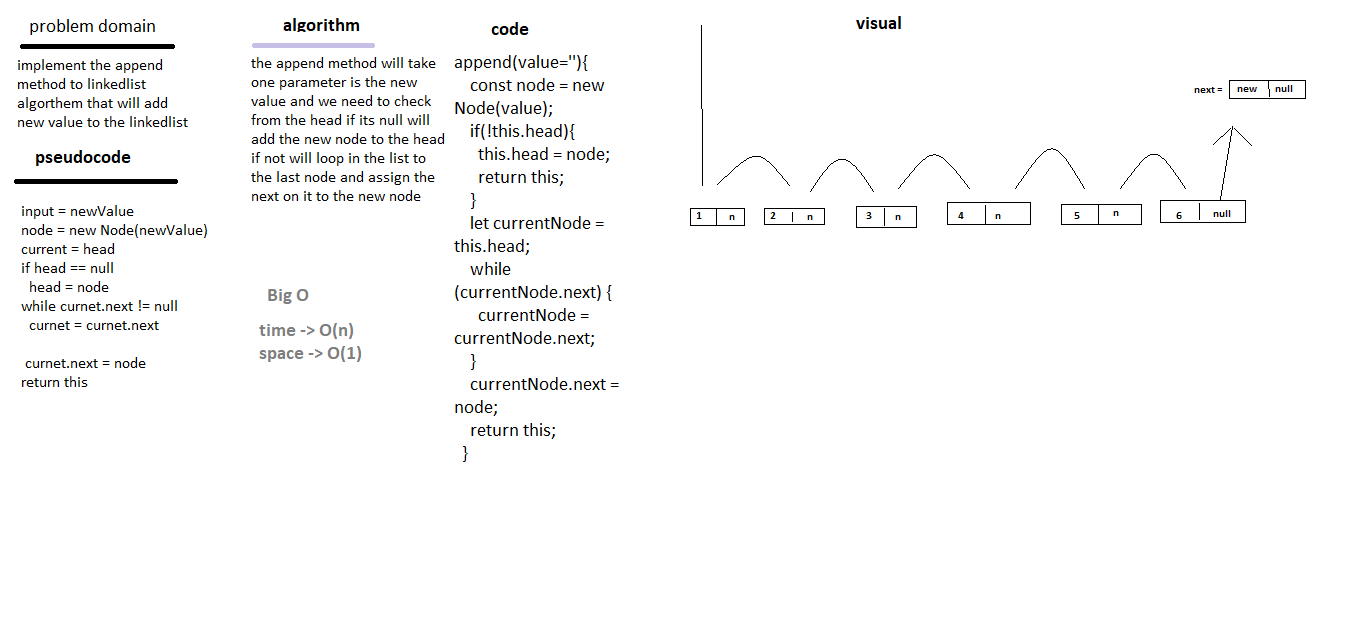 problem domain
implement the append
method to linkedlist
algorthem that will add
new value to the linkedlist
pseudocode
input = newValue
node = new Node(newValue)
current = head
if head == null
head = node
while curnet.next != null
curnet = curnet.next
curnet.next = node
return this
algorithm
the append method will take
one parameter is the new
value and we need to check
from the head if its null will
add the new node to the head
if not will loop in the list to
the last node and assign the
next on it to the new node
Big O
time -> O(n)
space -> O(1)
code
append(value=''){
const node = new
Node(value);
if(!this.head){
this.head = node;
return this;
}
let currentNode =
this.head;
while
(currentNode.next) {
currentNode =
currentNode.next;
}
currentNode.next =
node;
return this;
}
visual
next = new null
1 n 2 n 3 n 4 n 5 n 6 null